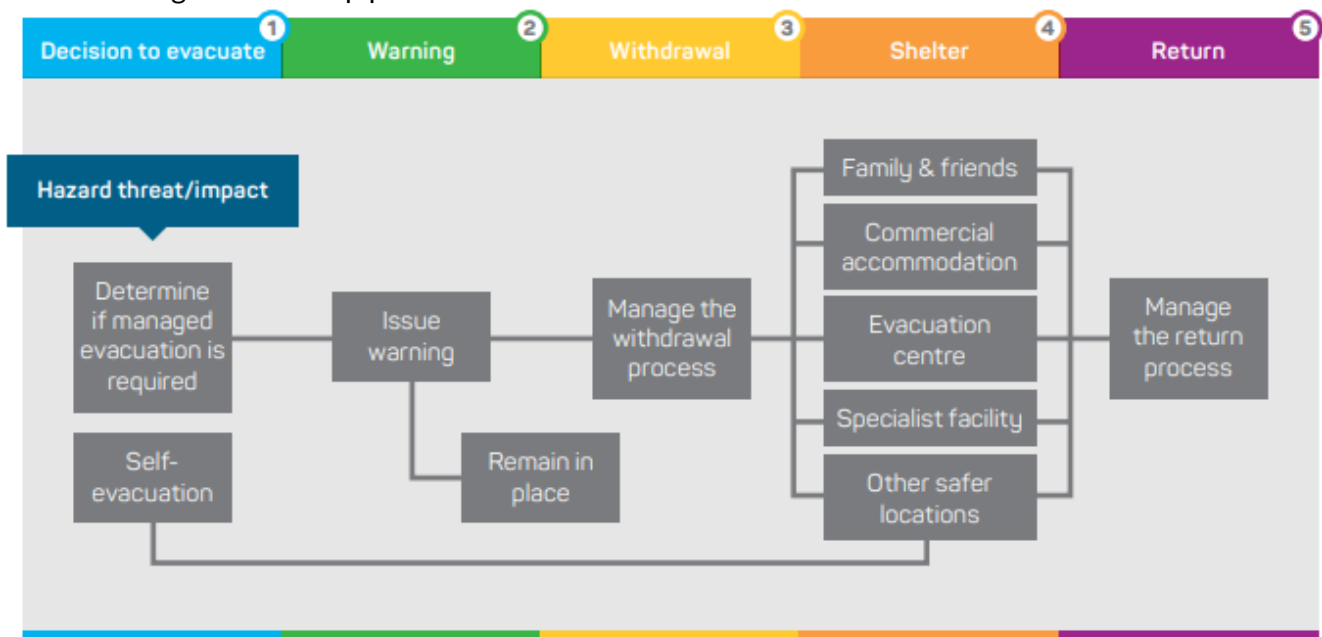 Decision to evacuate
1
Warning
2
Withdrawal
3
Shelter
4
Return
5
Hazard threat/impact
Determine
if managed
evacuation is
required
Self-
evacuation
Issue
warning
Remain in
place
Manage the
withdrawal
process
Family & friends
Commercial
accommodation
Evacuation
centre
Specialist facility
Other safer
locations
Manage
the return
process